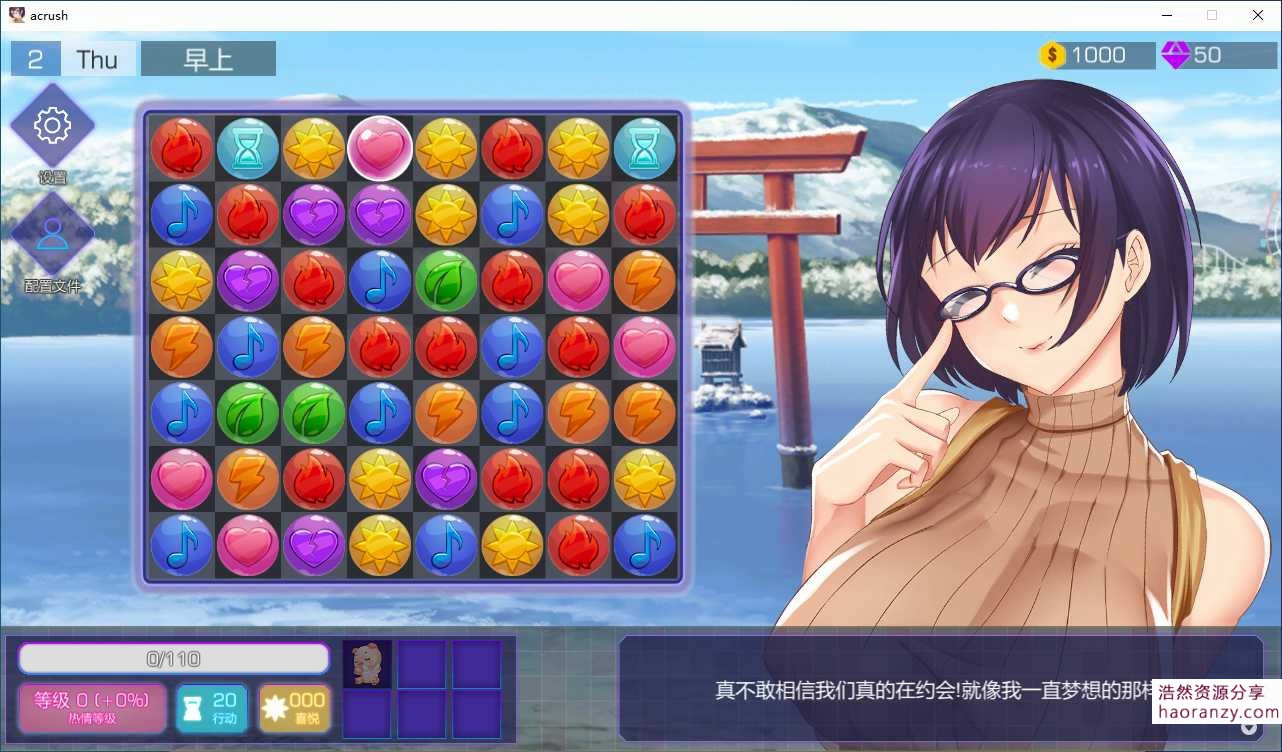 acrush
2 Thu 早上
1000 50
设置
配置文件
0/110
等级 0 (+0%)
热情等级
20
行动
000
喜悦
真不敢相信我们真的在约会!就像我一直梦想的那样
浩然资源分享
haoranzy.com